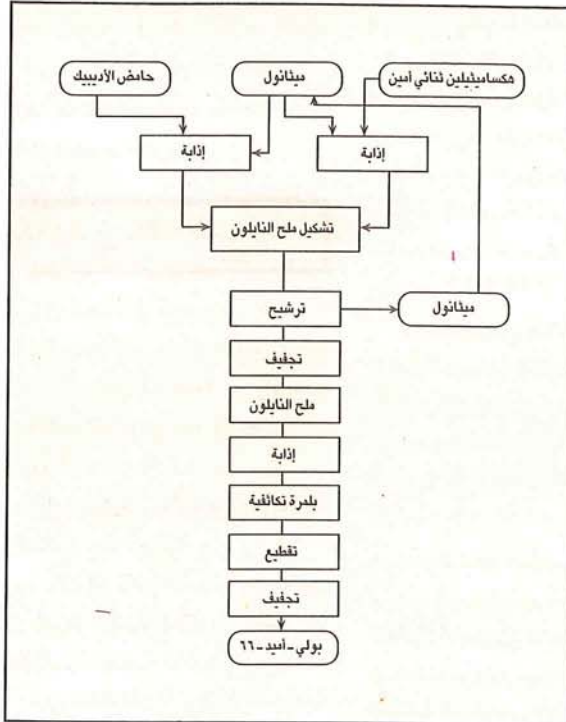 هكساميثيلين ثنائي أمين
ميثانول
حامض الأديبيك
إذابة
إذابة
تشكيل ملح النايلون
ترشيح
ميثانول
تجفيف
ملح النايلون
إذابة
بلمرة تكاثفية
تقطيع
تجفيف
بولي-أميد-٦٦